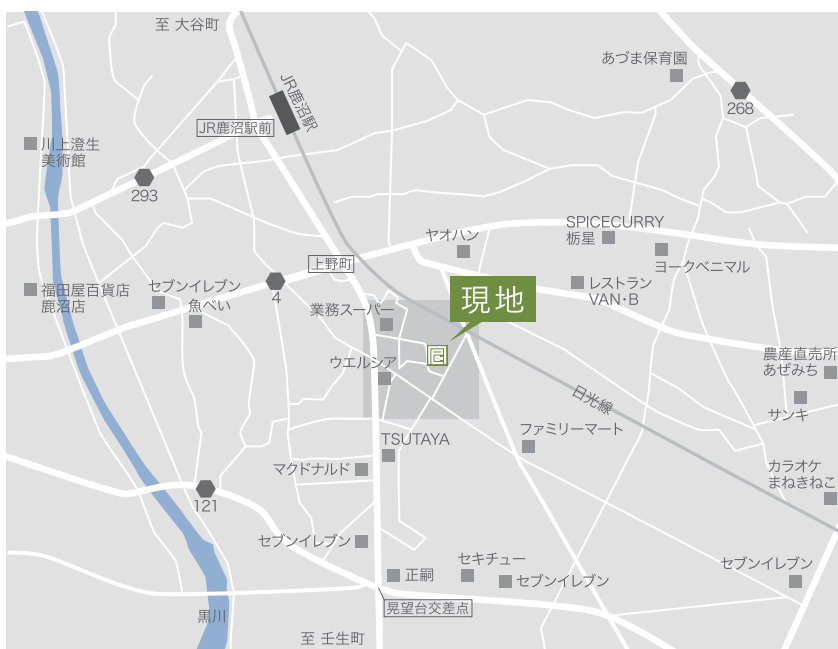 至 大谷町
あづま保育園
JR鹿沼駅
268
JR鹿沼駅前
川上澄生
美術館
293
SPICECURRY
栃星
ヤオハン
上野町
ヨークベニマル
セブンイレブン
魚べい
4
福田屋百貨店
鹿沼店
レストラン
VAN・B
現地
業務スーパー
ウエルシア
農産直売所
あぜみち
日光線
サンキ
TSUTAYA
ファミリーマート
マクドナルド
カラオケ
まねきねこ
121
セブンイレブン
正嗣
セキチュー
セブンイレブン
セブンイレブン
晃望台交差点
黒川
至 壬生町